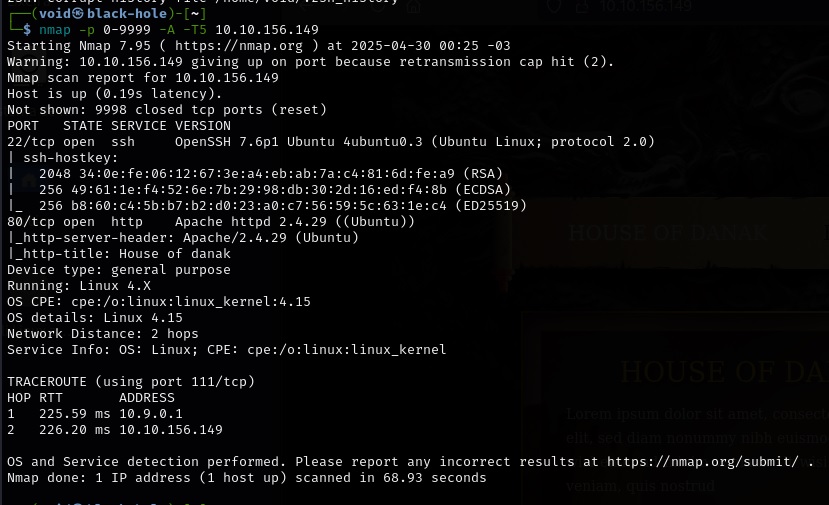 10.10.156.149
┌──(void㉿black-hole)-[~]
└─$ nmap -p 0-9999 -A -T5 10.10.156.149
Starting Nmap 7.95 ( https://nmap.org ) at 2025-04-30 00:25 -03
Warning: 10.10.156.149 giving up on port because retransmission cap hit (2).
Nmap scan report for 10.10.156.149
Host is up (0.19s latency).
Not shown: 9998 closed tcp ports (reset)
PORT   STATE SERVICE VERSION
22/tcp open  ssh     OpenSSH 7.6p1 Ubuntu 4ubuntu0.3 (Ubuntu Linux; protocol 2.0)
| ssh-hostkey:
|   2048 34:0e:fe:06:12:67:3e:a4:eb:ab:7a:c4:81:6d:fe:a9 (RSA)
|   256 49:61:1e:f4:52:6e:7b:29:98:db:30:2d:16:ed:f4:8b (ECDSA)
|_  256 b8:60:c4:5b:b7:b2:d0:23:a0:c7:56:59:5c:63:1e:c4 (ED25519)
80/tcp open  http    Apache httpd 2.4.29 ((Ubuntu))
|_http-server-header: Apache/2.4.29 (Ubuntu)
|_http-title: House of danak
Device type: general purpose
Running: Linux 4.X
OS CPE: cpe:/o:linux:linux_kernel:4.15
OS details: Linux 4.15
Network Distance: 2 hops
Service Info: OS: Linux; CPE: cpe:/o:linux:linux_kernel
TRACEROUTE (using port 111/tcp)
HOP RTT       ADDRESS
1   225.59 ms 10.9.0.1
2   226.20 ms 10.10.156.149
OS and Service detection performed. Please report any incorrect results at https://nmap.org/submit/ .
Nmap done: 1 IP address (1 host up) scanned in 68.93 seconds
HOUSE OF DANAK
HOUSE OF DA
Lorem ipsum dolor sit amet, consect
elit, sed diam nonummy nibh euismo
veniam, quis nostrud